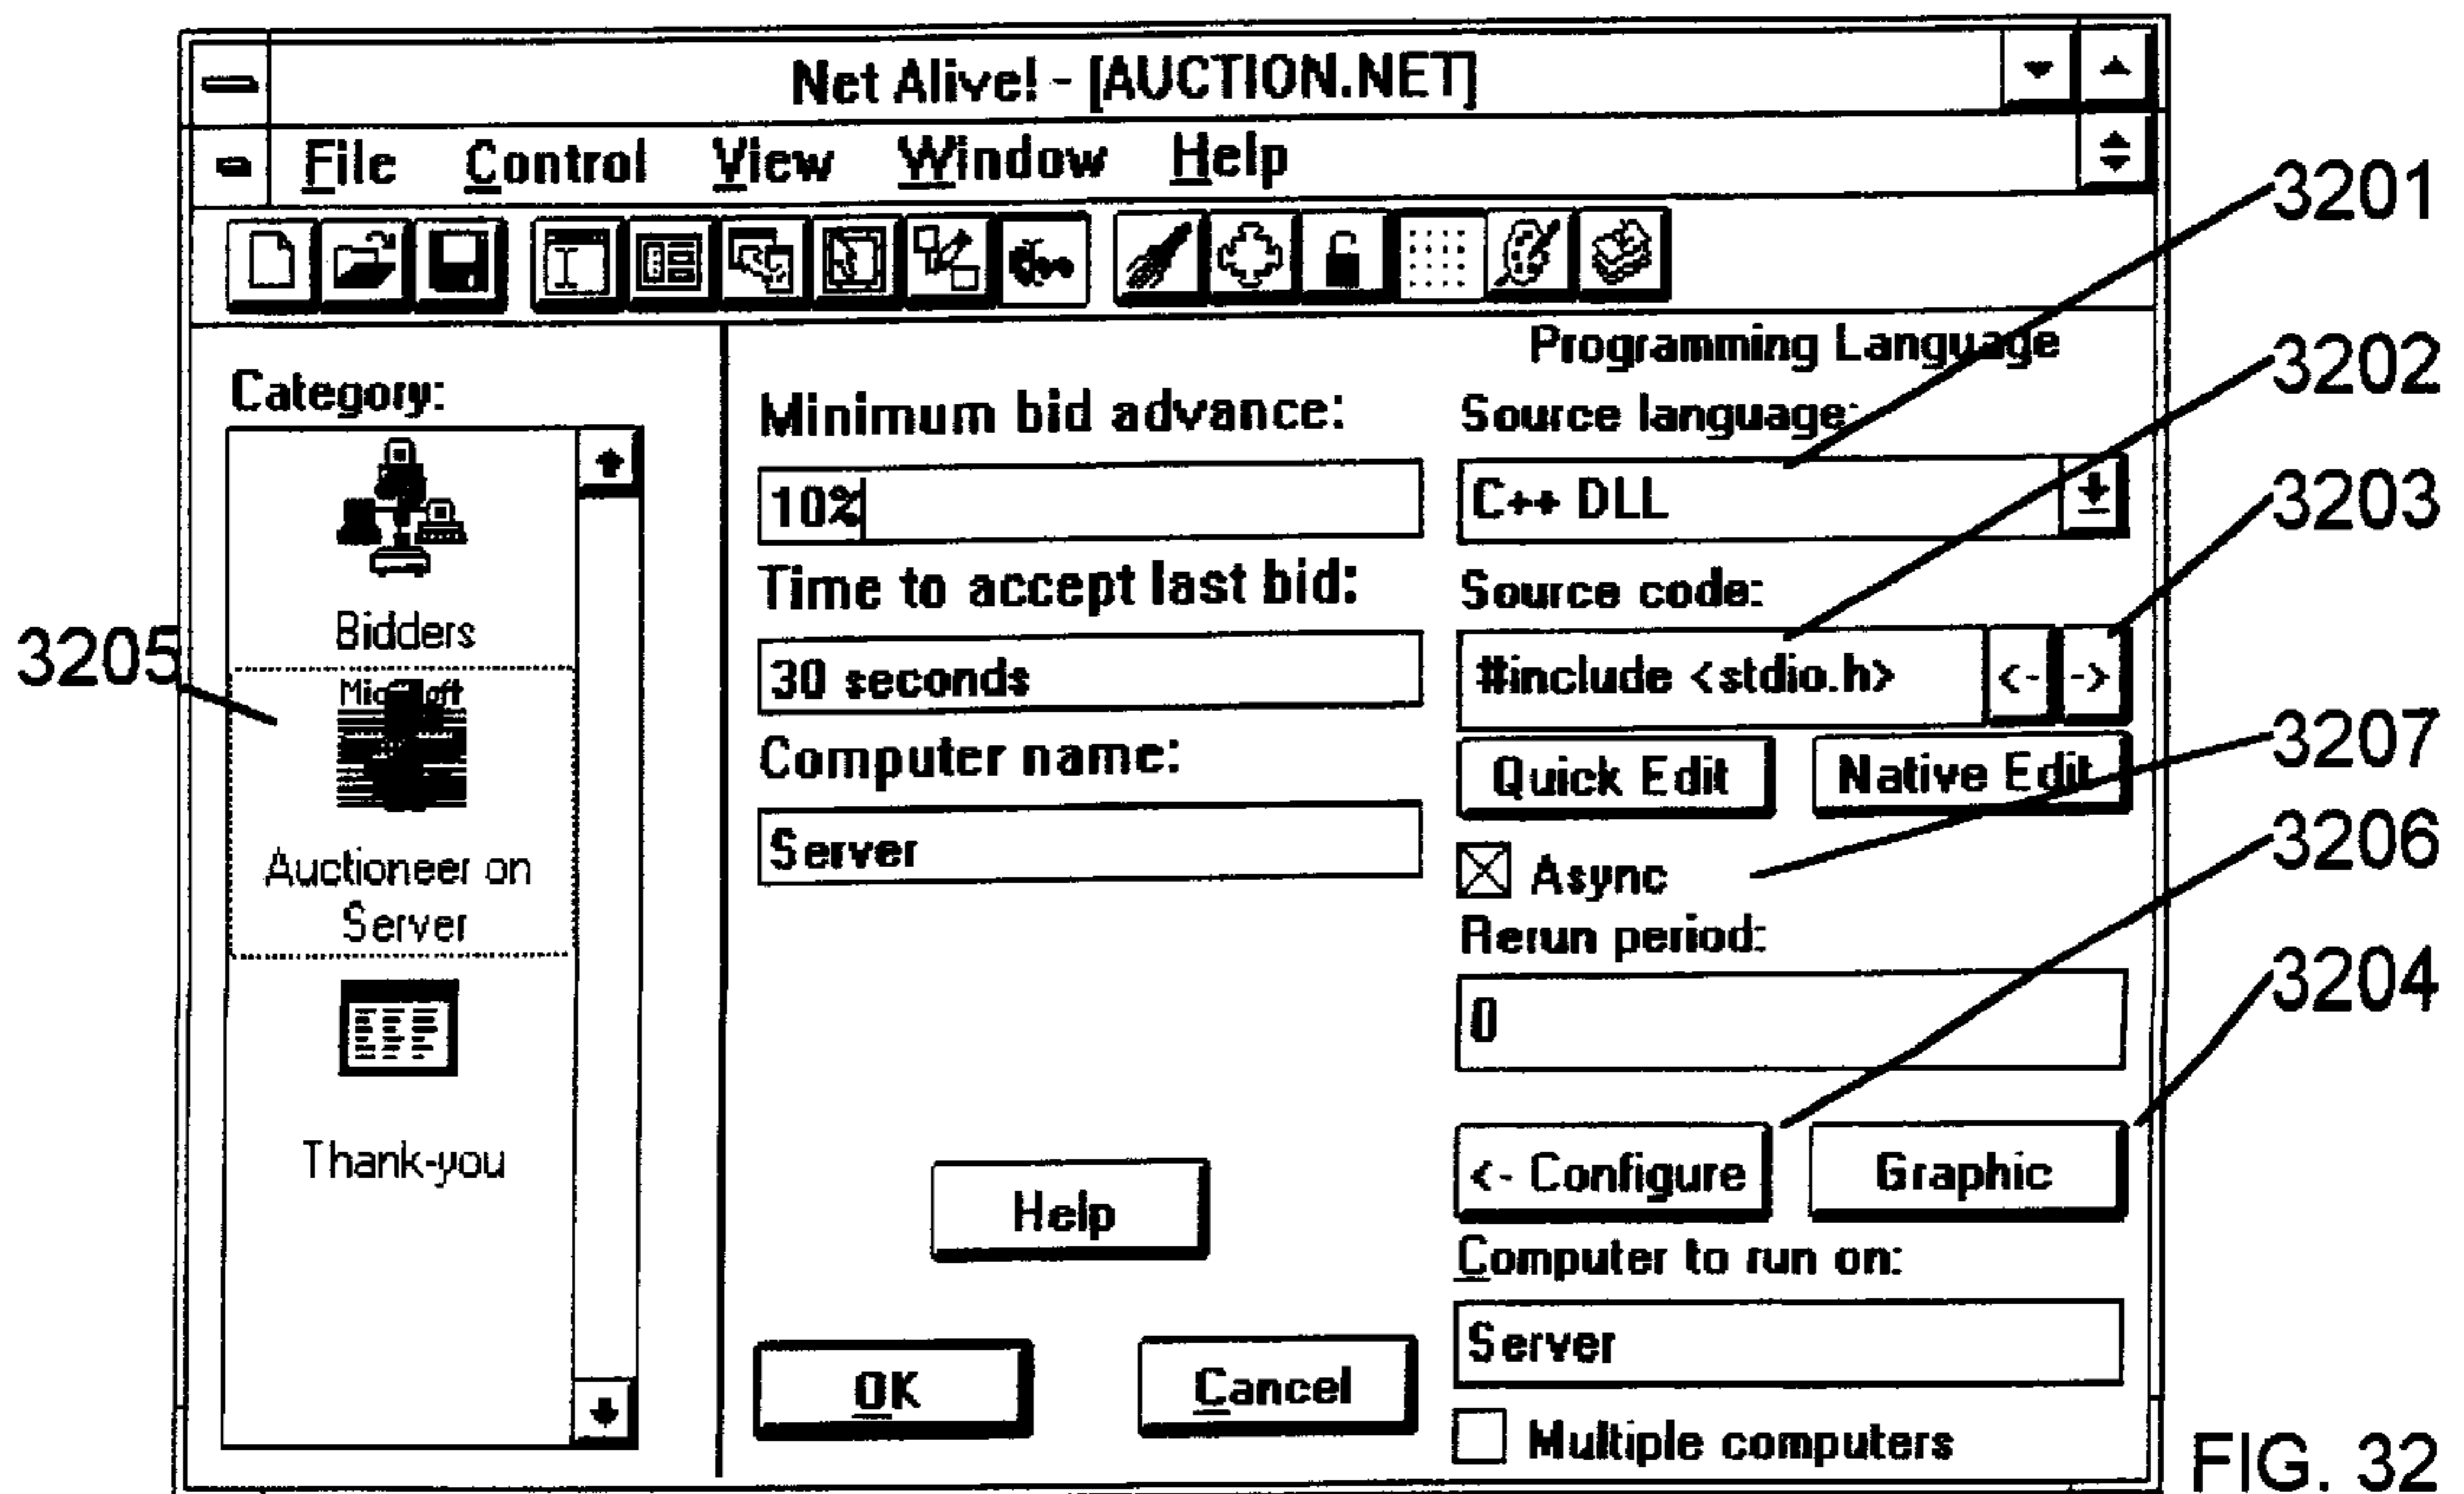 Net Alive! - [AUCTION.NET]
File Control View Window Help
3201
3202
3203
3207
3206
3204
3205
Category:
Bidders
Auctioneer on
Server
Thank-you
Minimum bid advance:
10%
Time to accept last bid:
30 seconds
Computer name:
Server
Help
OK Cancel
Programming Language
Source language:
C++ DLL
Source code:
#include <stdio.h> <- ->
Quick Edit Native Edit
Async
Rerun period:
0
<- Configure Graphic
Computer to run on:
Server
Multiple computers
FIG. 32